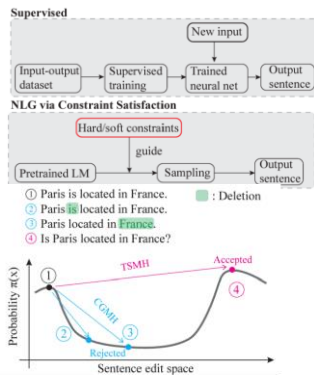 Supervised
New input
Input-output dataset
Supervised training
Trained neural net
Output sentence
NLG via Constraint Satisfaction
Hard/soft constraints
guide
Pretrained LM
Sampling
Output sentence
① Paris is located in France.
: Deletion
② Paris is located in France.
③ Paris located in France.
④ Is Paris located in France?
Probability π(x)
①
TSMH
Accepted
④
CGMH
②
③
Rejected
Sentence edit space